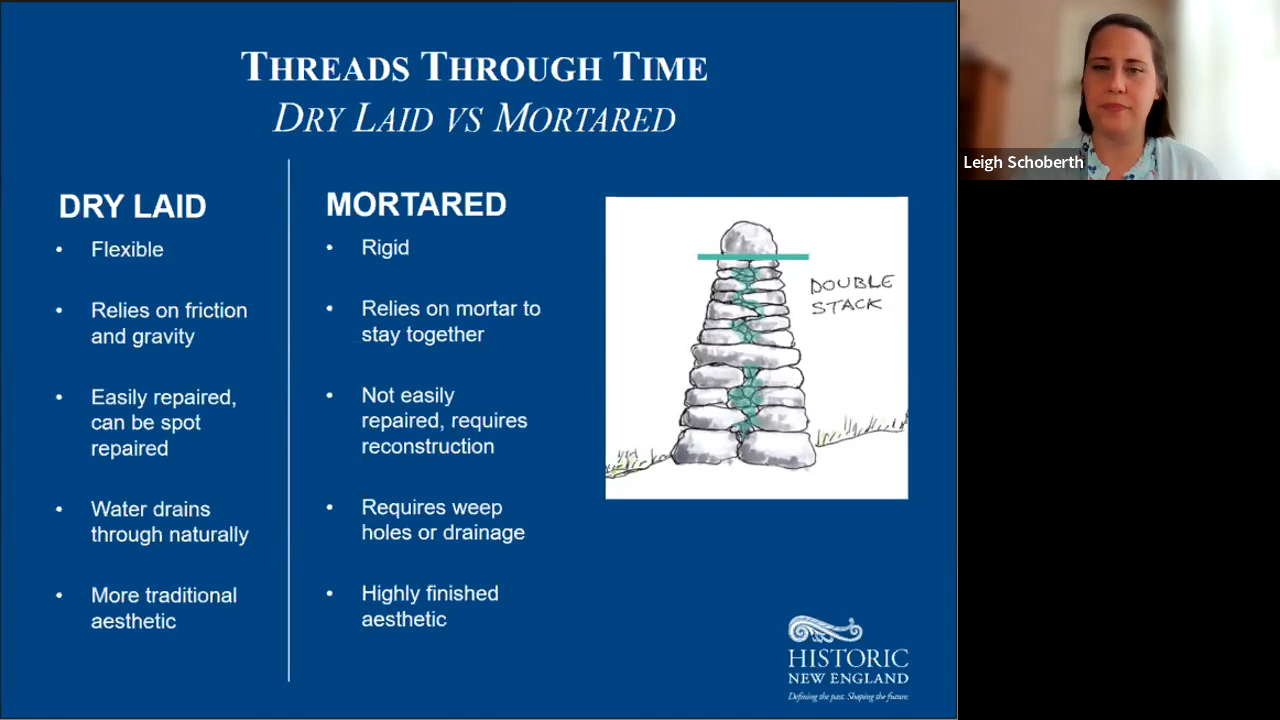 THREADS THROUGH TIME
DRY LAID VS MORTARED
DRY LAID
• Flexible
• Relies on friction
and gravity
• Easily repaired,
can be spot
repaired
• Water drains
through naturally
• More traditional
aesthetic
MORTARED
• Rigid
• Relies on mortar to
stay together
• Not easily
repaired, requires
reconstruction
• Requires weep
holes or drainage
• Highly finished
aesthetic
DOUBLE
STACK
HISTORIC
NEW ENGLAND
Defining the past. Shaping the future.
Leigh Schoberth